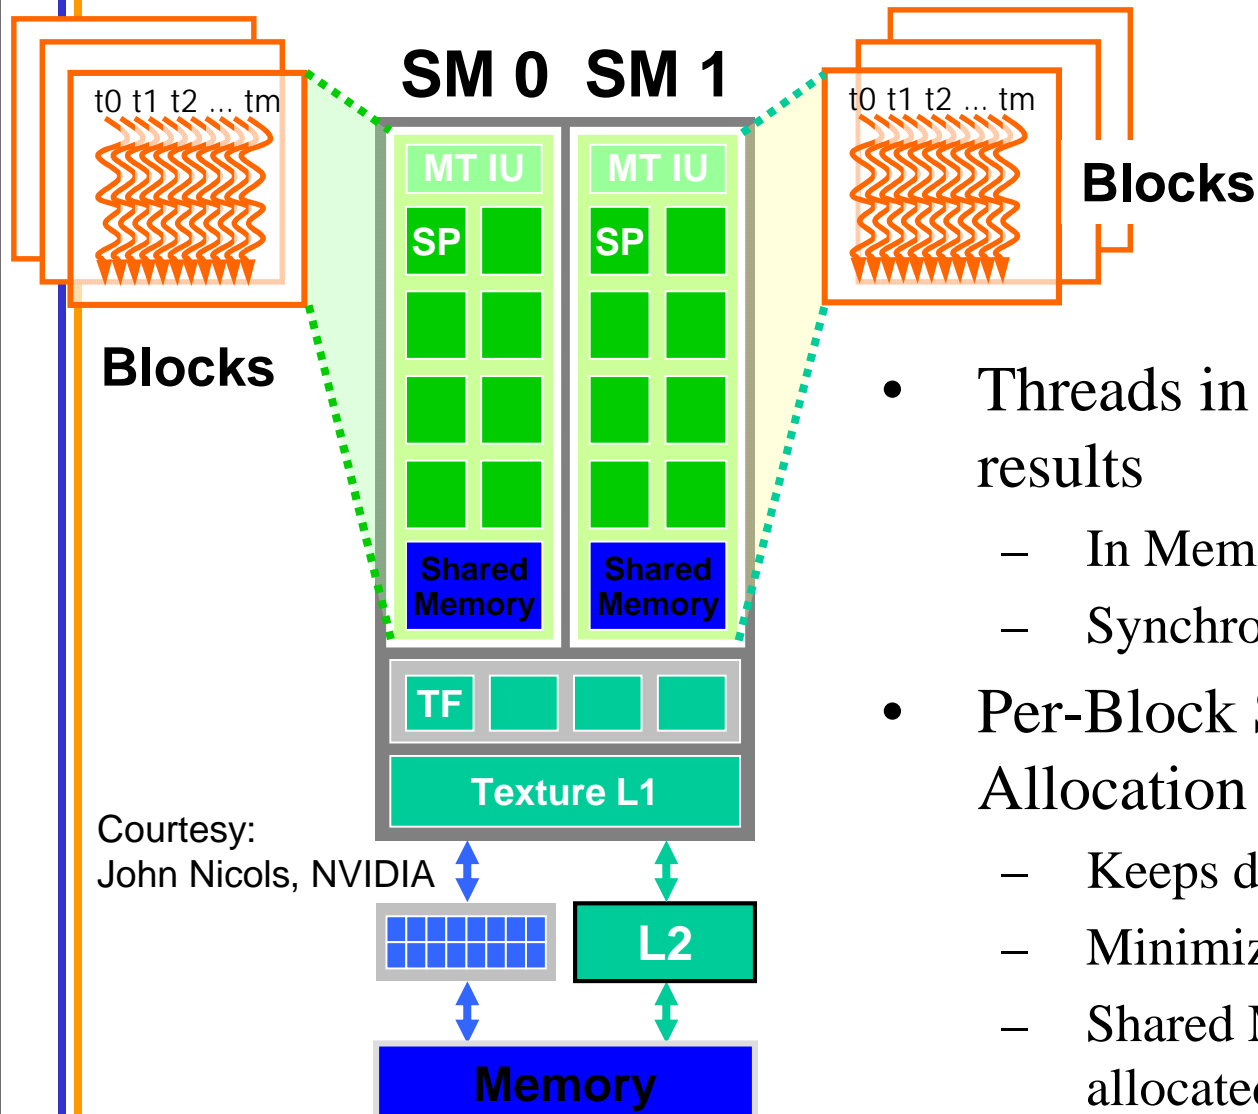 SM 0 SM 1
t0 t1 t2 ... tm
t0 t1 t2 ... tm
Blocks
Blocks
MT IU
MT IU
SP
SP
Shared
Memory
Shared
Memory
TF
Texture L1
Courtesy:
John Nicols, NVIDIA
L2
Memory
• Threads in
results
– In Mem
– Synchro
• Per-Block
Allocation
– Keeps d
– Minimiz
– Shared
allocated